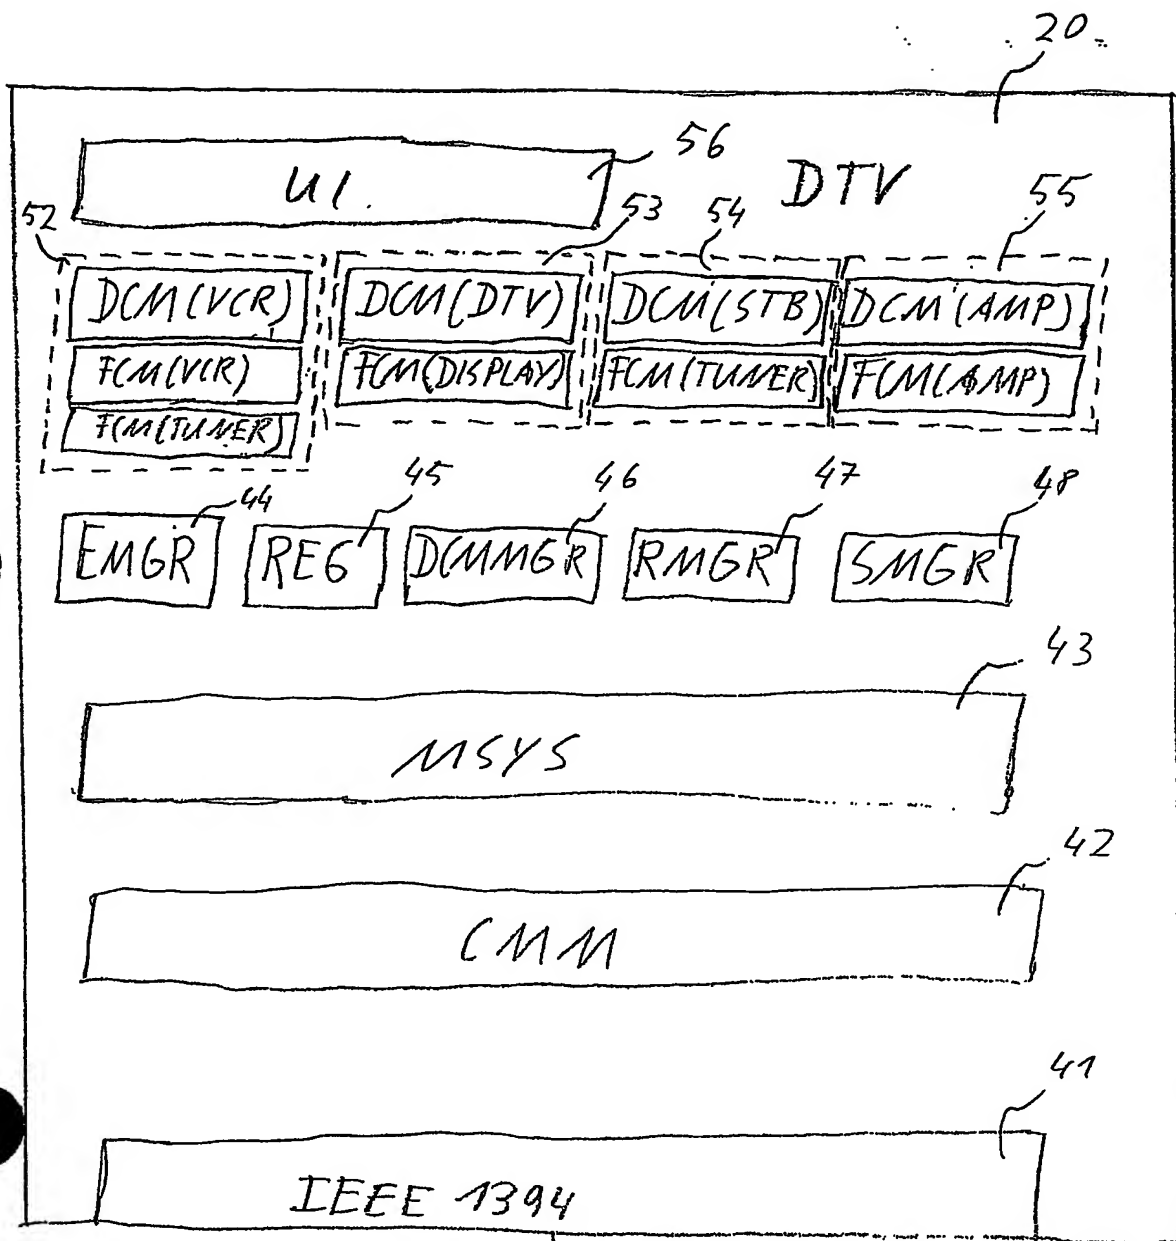 20
UI
56
DTV
52
53
54
55
DCM(VCR)
DCM(DTV)
DCM(STB)
DCM(AMP)
FCM(VCR)
FCM(DISPLAY)
FCM(TUNER)
FCM(AMP)
FCM(TUNER)
44
45
46
47
48
EMGR
REG
DCMMGR
RMGR
SMGR
43
MSYS
42
CMM
41
IEEE 1394